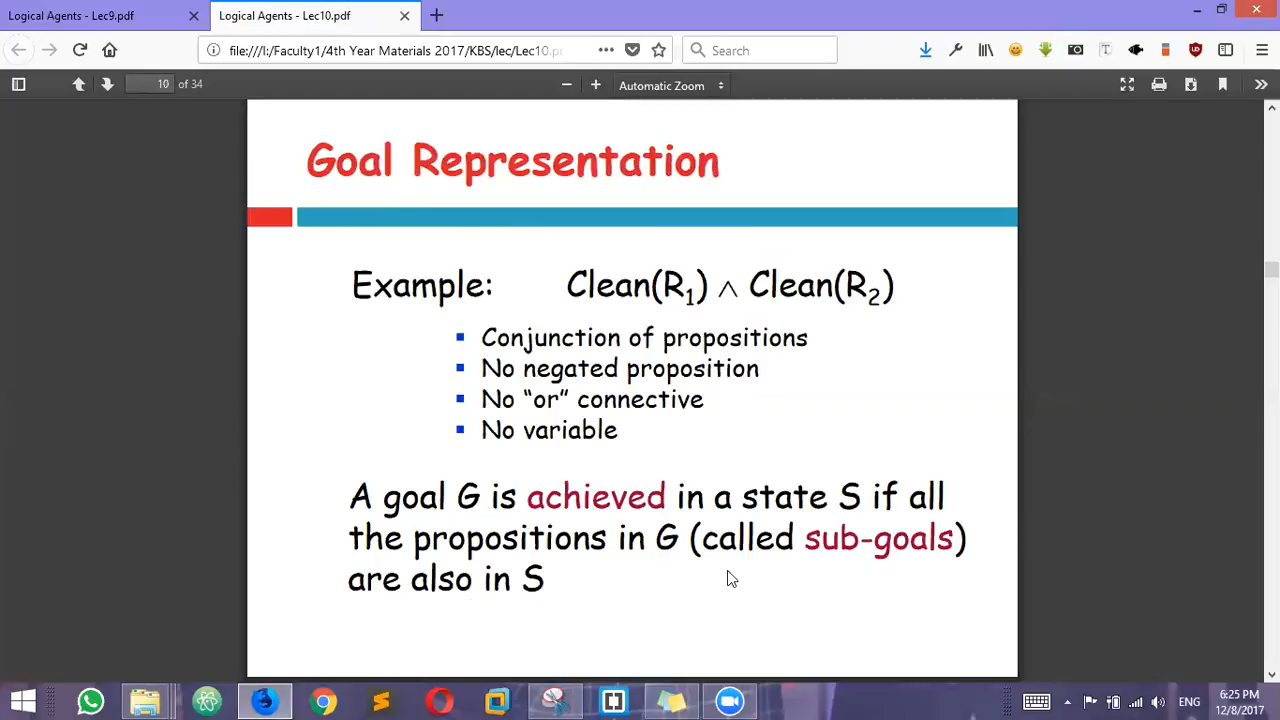 Logical Agents - Lec9.pdf
Logical Agents - Lec10.pdf
file:///I:/Faculty1/4th Year Materials 2017/KBS/lec/Lec10.p
Search
10 of 34
Automatic Zoom
Goal Representation
Example: Clean(R₁) ∧ Clean(R₂)
▪ Conjunction of propositions
▪ No negated proposition
▪ No “or” connective
▪ No variable
A goal G is achieved in a state S if all
the propositions in G (called sub-goals)
are also in S
ENG
6:25 PM
12/8/2017